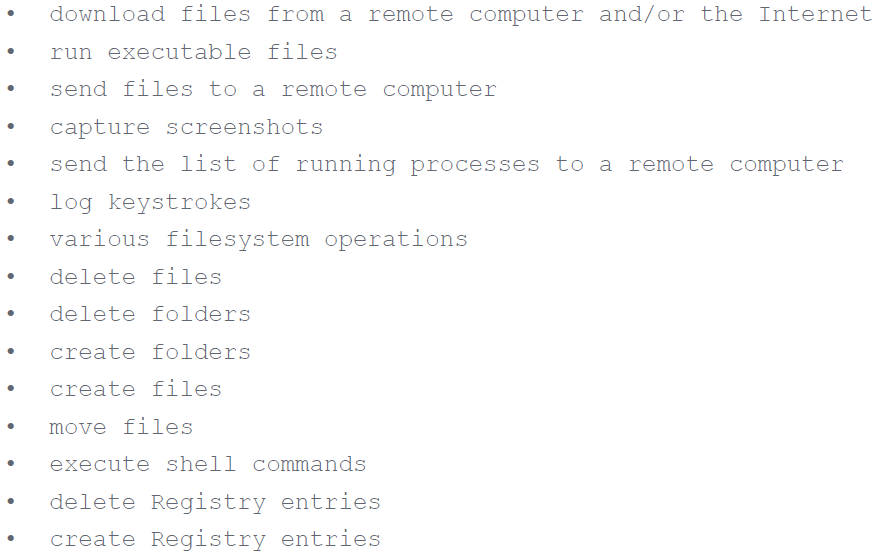 • download files from a remote computer and/or the Internet
• run executable files
• send files to a remote computer
• capture screenshots
• send the list of running processes to a remote computer
• log keystrokes
• various filesystem operations
• delete files
• delete folders
• create folders
• create files
• move files
• execute shell commands
• delete Registry entries
• create Registry entries